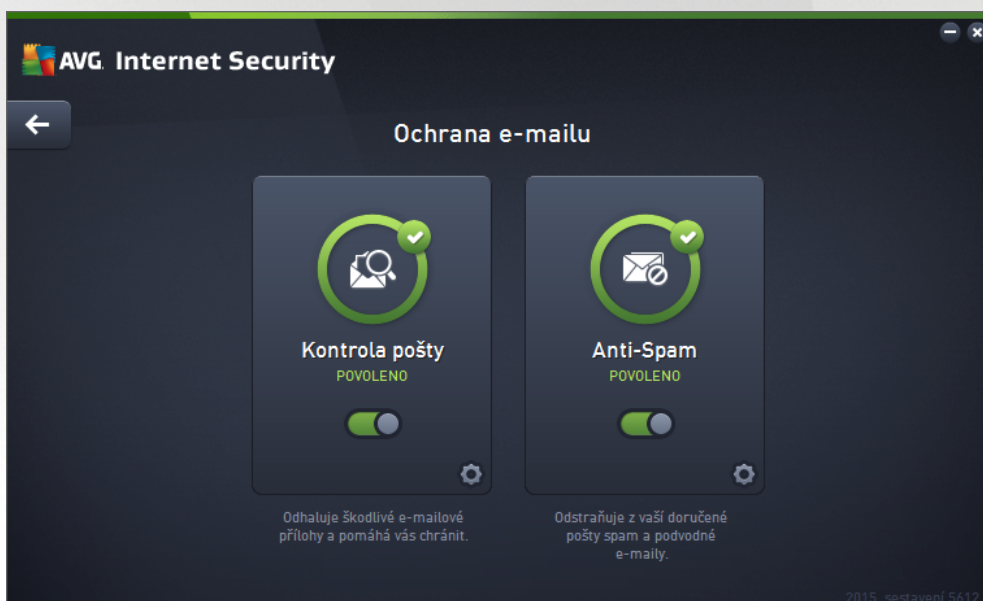 AVG. Internet Security
Ochrana e-mailu
Kontrola pošty
POVOLENO
Odhaluje škodlivé e-mailové
přílohy a pomáhá vás chránit.
Anti-Spam
POVOLENO
Odstraňuje z vaší doručené
pošty spam a podvodné
e-maily.
2015, sestavení 5612